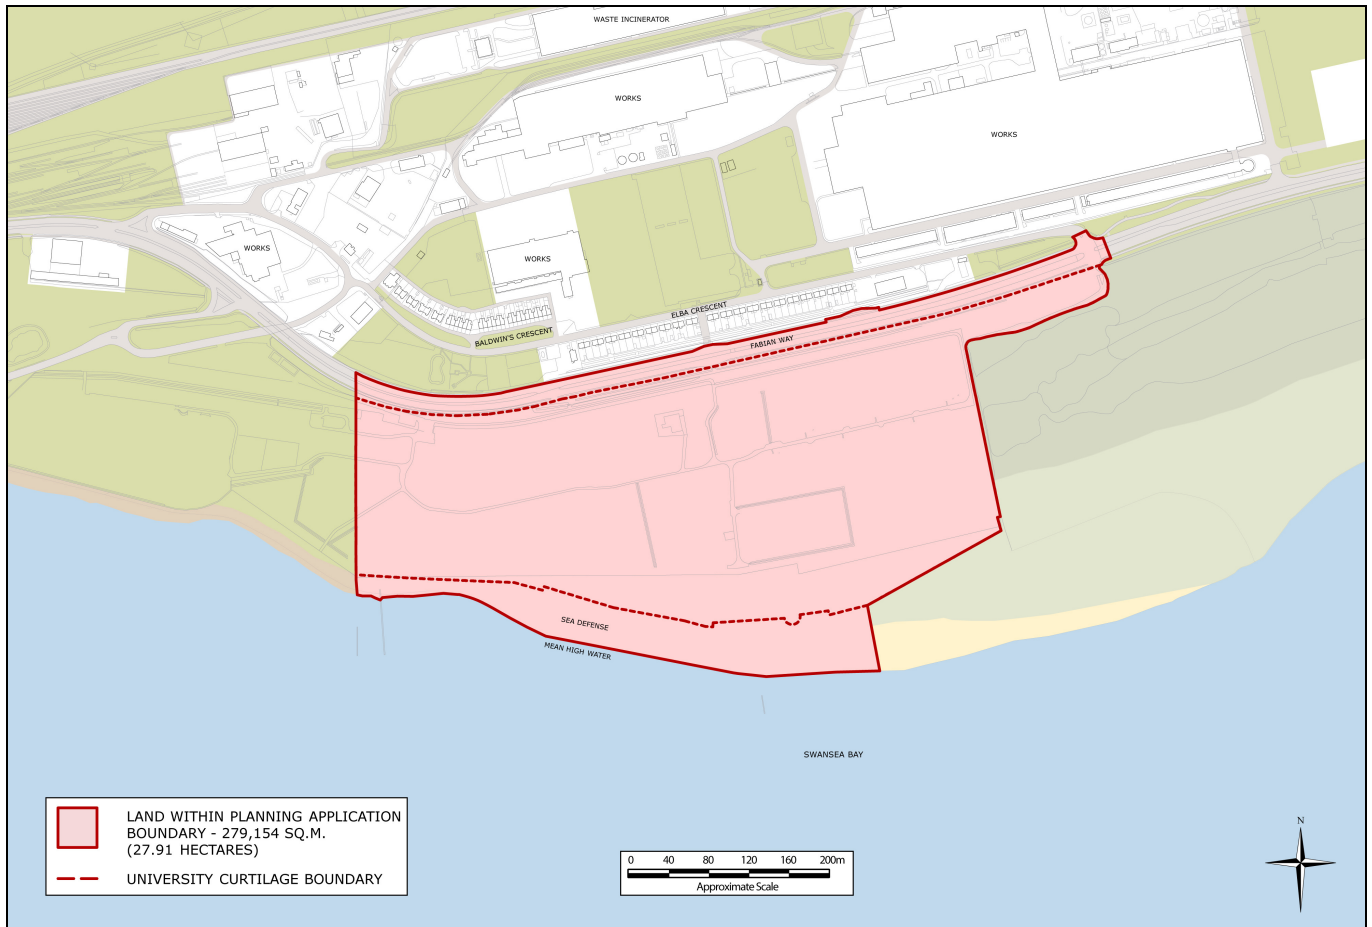 WASTE INCINERATOR
WORKS
WORKS
WORKS
WORKS
ELBA CRESCENT
BALDWIN'S CRESCENT
FABIAN WAY
SEA DEFENSE
MEAN HIGH WATER
SWANSEA BAY
LAND WITHIN PLANNING APPLICATION
BOUNDARY - 279,154 SQ.M.
(27.91 HECTARES)
UNIVERSITY CURTILAGE BOUNDARY
0 40 80 120 160 200m
Approximate Scale
N